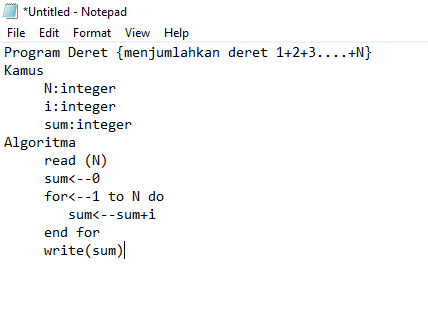 *Untitled - Notepad
File Edit Format View Help
Program Deret {menjumlahkan deret 1+2+3....+N}
Kamus
N:integer
i:integer
sum:integer
Algoritma
read (N)
sum<--0
for<--1 to N do
sum<--sum+i
end for
write(sum)